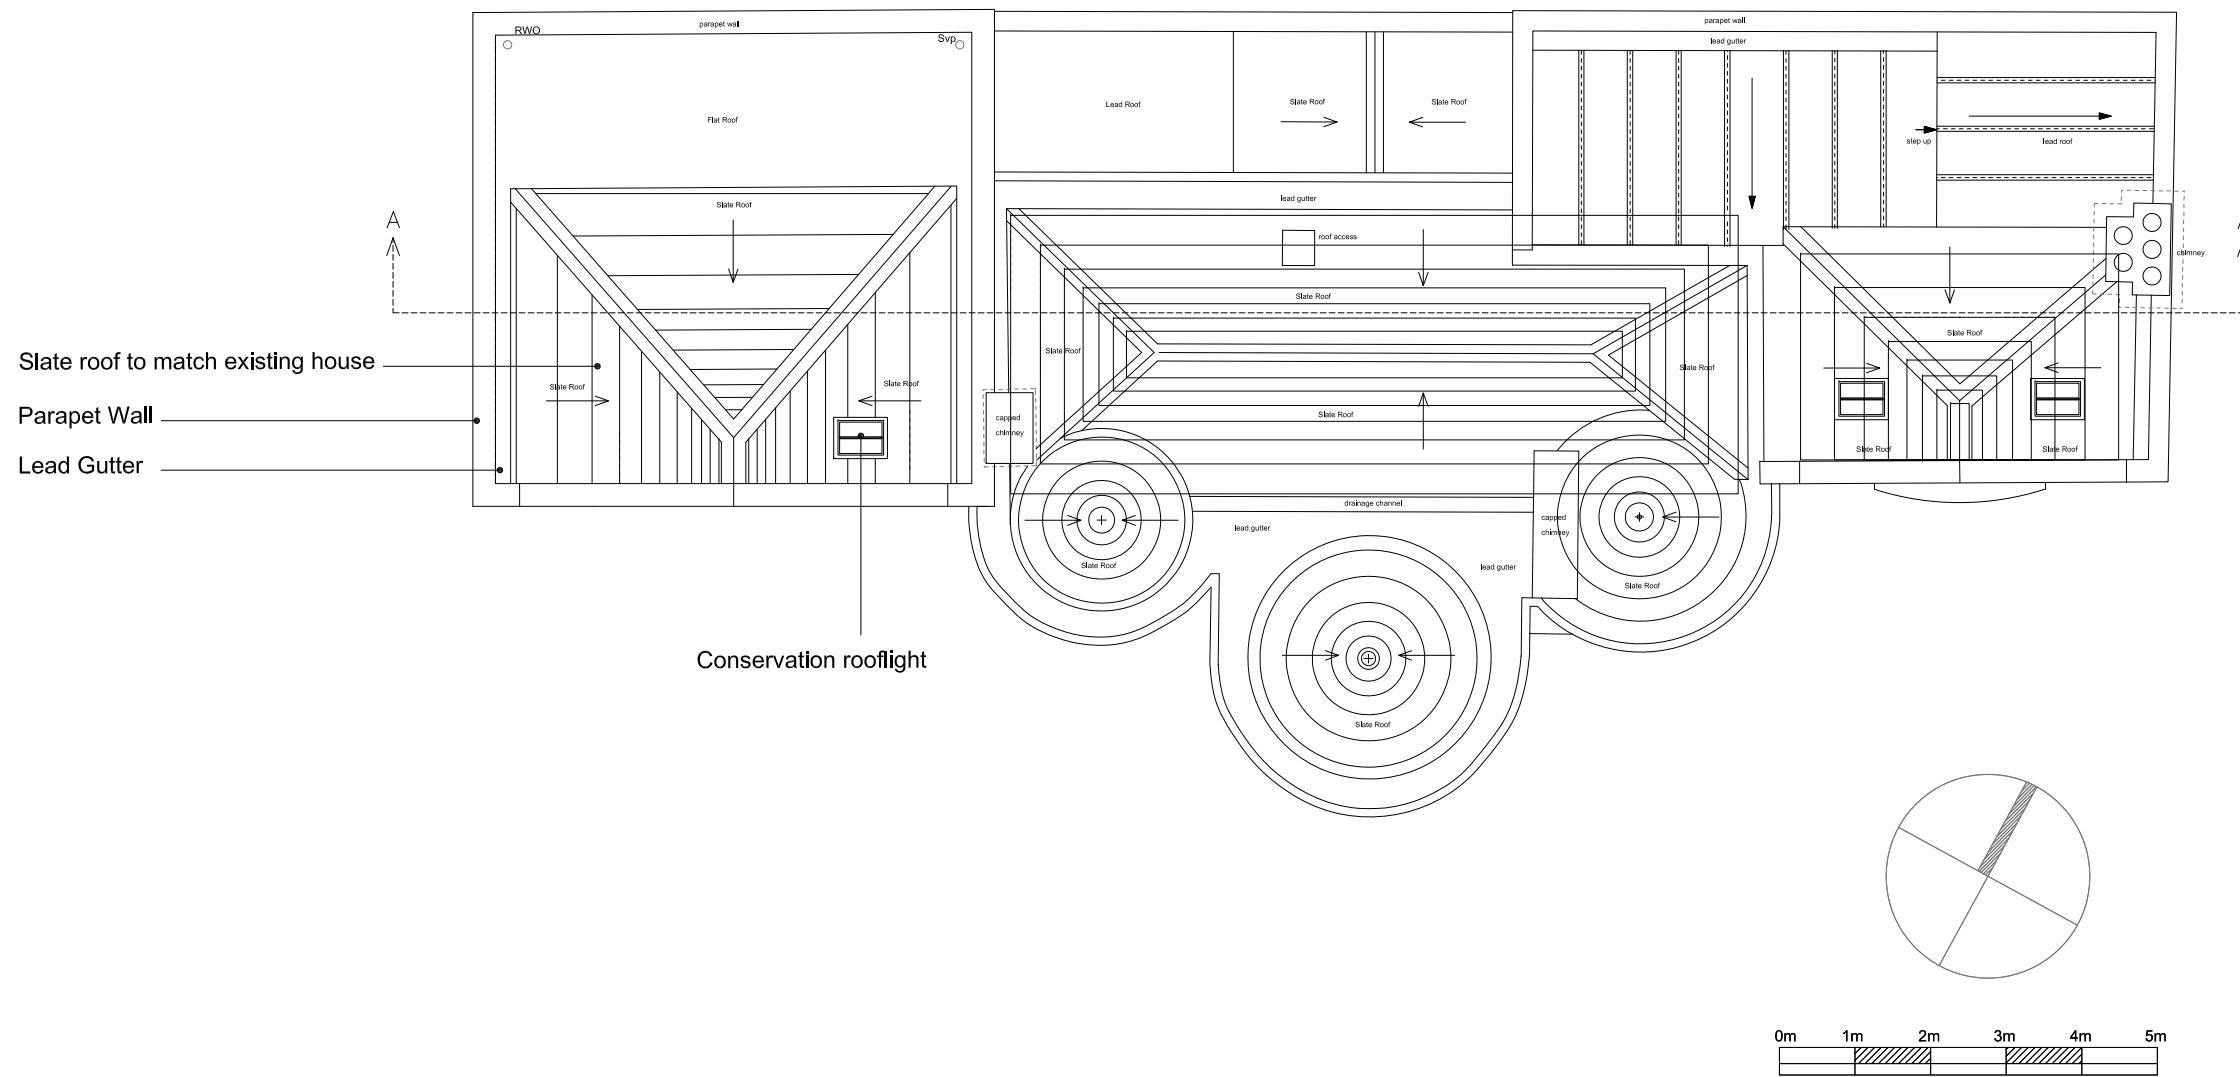 parapet wall
parapet wall
RWO
Svp
lead gutter
Lead Roof
Slate Roof
Slate Roof
Flat Roof
step up
lead roof
lead gutter
Slate Roof
A
roof access
chimney
Slate Roof
Slate Roof
Slate Roof
Slate Roof
Slate Roof to match existing house
Slate Roof
Slate Roof
Slate Roof
Parapet Wall
capped
chimney
Slate Roof
Slate Roof
Lead Gutter
drainage channel
lead gutter
capped
chimney
Slate Roof
lead gutter
Slate Roof
Conservation rooflight
Slate Roof
0m 1m 2m 3m 4m 5m